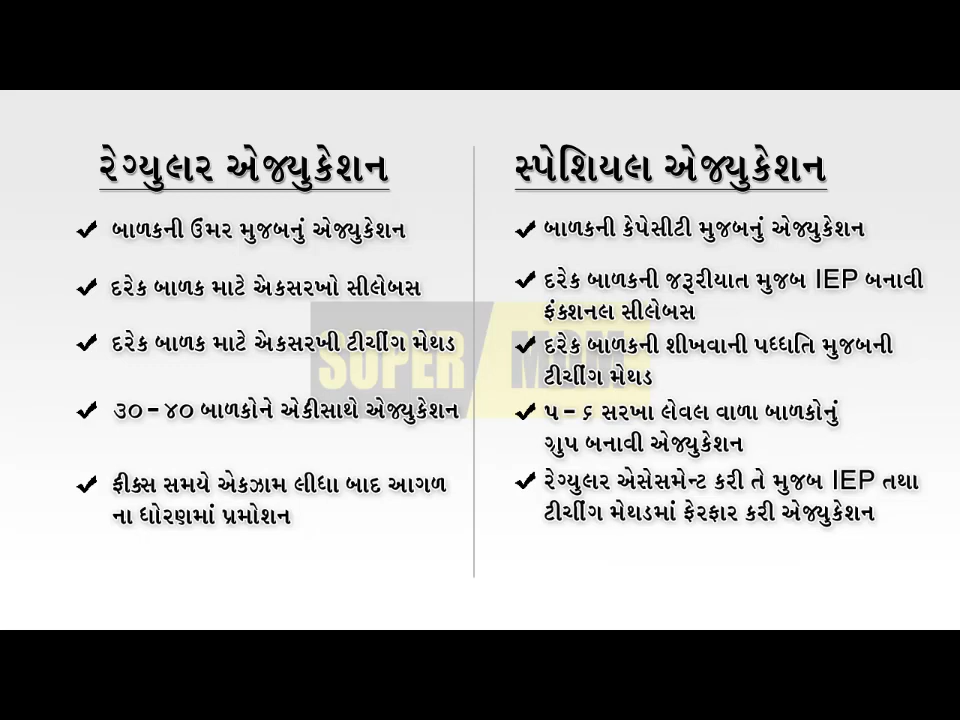 રેગ્યુલર એજ્યુકેશન
બાળકની ઉંમર મુજબનું એજ્યુકેશન
દરેક બાળક માટે એકસરખો સીલેબસ
દરેક બાળક માટે એકસરખી ટીચીંગ મેથડ
૩૦ – ૪૦ બાળકોને એકીસાથે એજ્યુકેશન
ફીક્સ સમયે એકઝામ લીધા બાદ આગળ
ના ધોરણમાં પ્રમોશન
સ્પેશિયલ એજ્યુકેશન
બાળકની કેપેસીટી મુજબનું એજ્યુકેશન
દરેક બાળકની જરૂરીયાત મુજબ IEP બનાવી
ફંકશનલ સીલેબસ
દરેક બાળકની શીખવાની પધ્ધતિ મુજબની
ટીચીંગ મેથડ
૫ – ૬ સરખા લેવલ વાળા બાળકોનું
ગ્રુપ બનાવી એજ્યુકેશન
રેગ્યુલર એસેસમેન્ટ કરી તે મુજબ IEP તથા
ટીચીંગ મેથડમાં ફેરફાર કરી એજ્યુકેશન
SUPER MOM